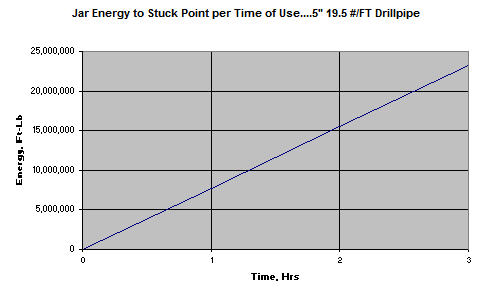 Jar Energy to Stuck Point per Time of Use....5" 19.5 #/FT Drillpipe
25,000,000
20,000,000
15,000,000
10,000,000
5,000,000
0
Energy, Ft-Lb
0 1 2 3
Time, Hrs